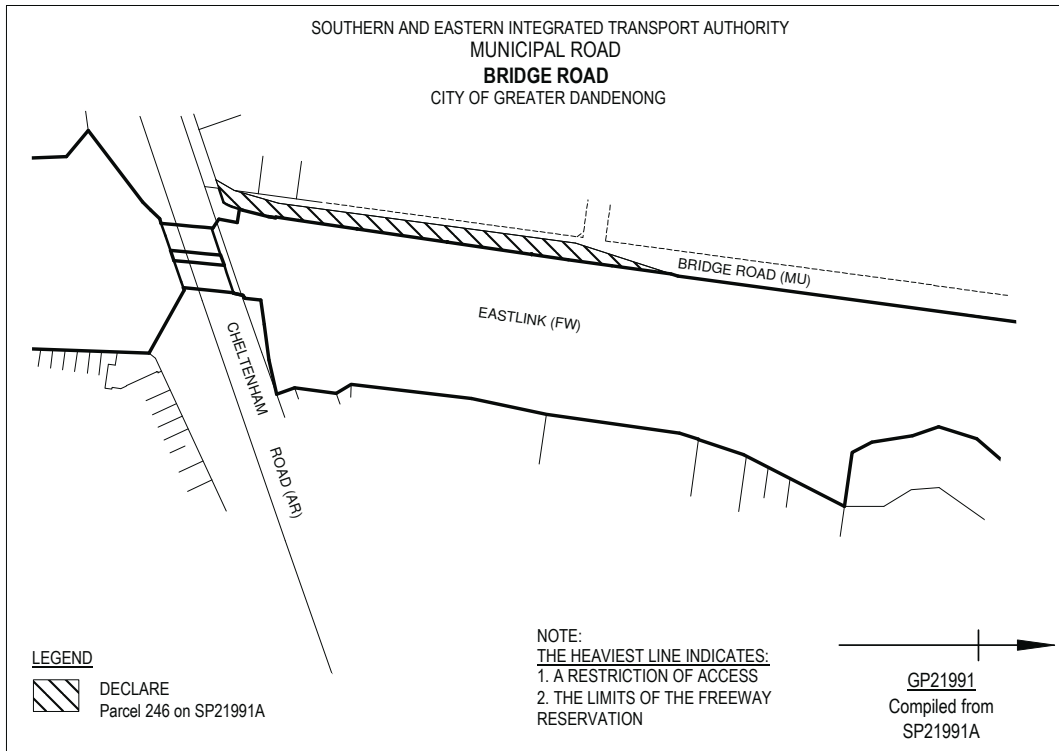 SOUTHERN AND EASTERN INTEGRATED TRANSPORT AUTHORITY
MUNICIPAL ROAD
BRIDGE ROAD
CITY OF GREATER DANDENONG
BRIDGE ROAD (MU)
EASTLINK (FW)
CHELTENHAM ROAD (AR)
LEGEND
DECLARE
Parcel 246 on SP21991A
NOTE:
THE HEAVIEST LINE INDICATES:
1. A RESTRICTION OF ACCESS
2. THE LIMITS OF THE FREEWAY
RESERVATION
GP21991
Compiled from
SP21991A